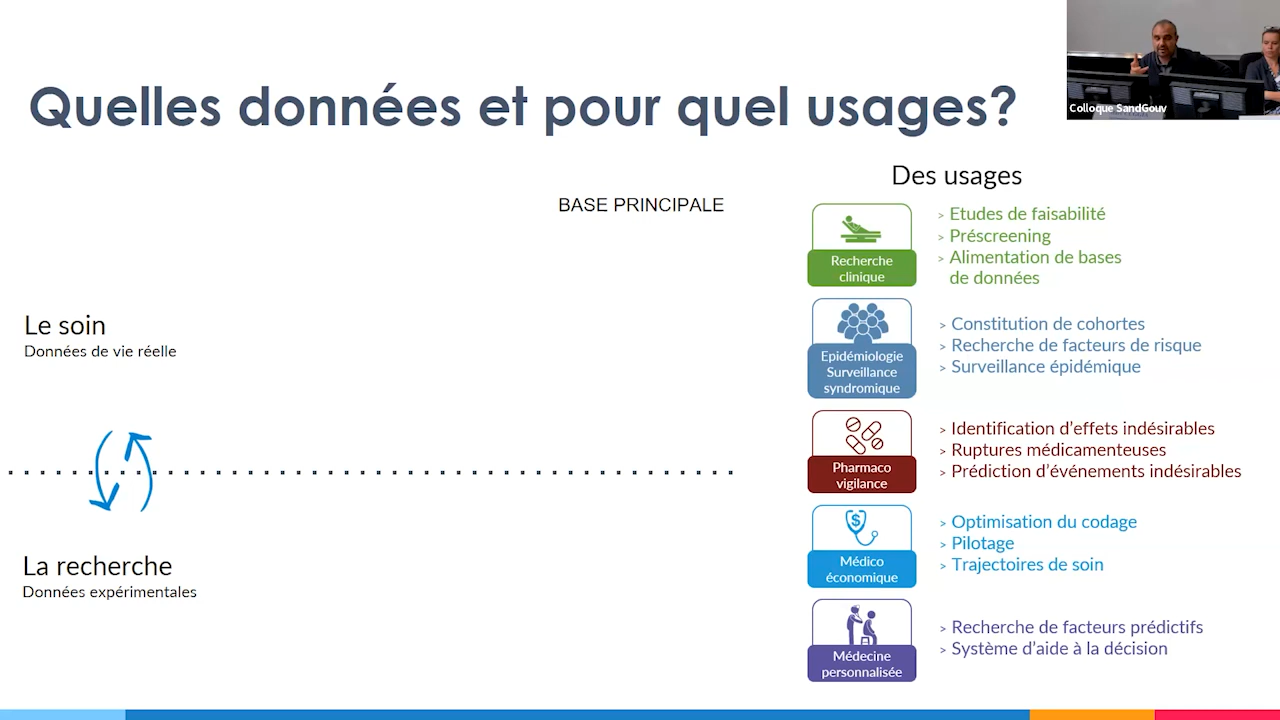 Quelles données et pour quel usages?
Colloque SandGouv
BASE PRINCIPALE
Le soin
Données de vie réelle
La recherche
Données expérimentales
Des usages
Recherche
clinique
> Etudes de faisabilité
> Préscreening
> Alimentation de bases
de données
Epidémiologie
Surveillance
syndromique
> Constitution de cohortes
> Recherche de facteurs de risque
> Surveillance épidémique
Pharmaco
vigilance
> Identification d'effets indésirables
> Ruptures médicamenteuses
> Prédiction d'événements indésirables
$
Médico
économique
> Optimisation du codage
> Pilotage
> Trajectoires de soin
Médecine
personnalisée
> Recherche de facteurs prédictifs
> Système d'aide à la décision